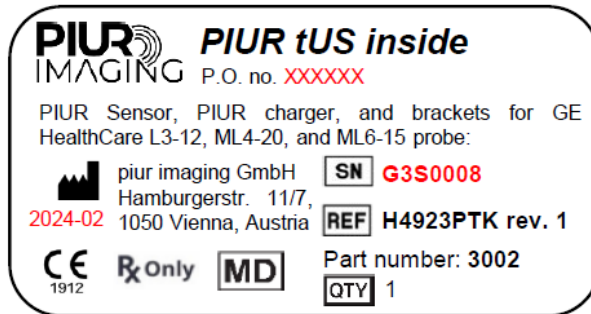 PIUR
IMAGING
PIUR tUS inside
P.O. no. XXXXXX
PIUR Sensor, PIUR charger, and brackets for GE
HealthCare L3-12, ML4-20, and ML6-15 probe:
piur imaging GmbH
Hamburgerstr. 11/7,
1050 Vienna, Austria
2024-02
SN G3S0008
REF H4923PTK rev. 1
CE
1912
Rx Only
MD
Part number: 3002
QTY 1